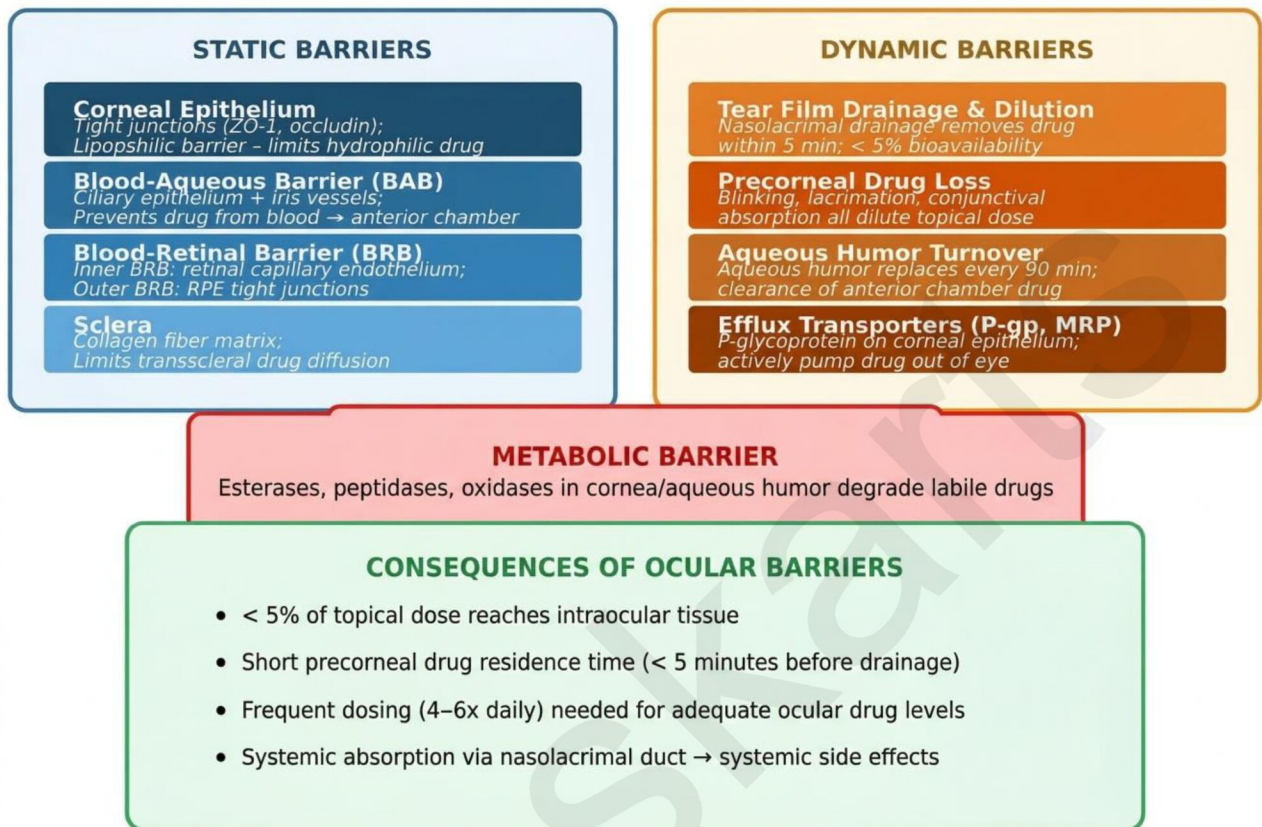 STATIC BARRIERS
Corneal Epithelium
Tight junctions (ZO-1, occludin);
Lipopshilic barrier – limits hydrophilic drug
Blood-Aqueous Barrier (BAB)
Ciliary epithelium + iris vessels;
Prevents drug from blood → anterior chamber
Blood-Retinal Barrier (BRB)
Inner BRB: retinal capillary endothelium;
Outer BRB: RPE tight junctions
Sclera
Collagen fiber matrix;
Limits transscleral drug diffusion
DYNAMIC BARRIERS
Tear Film Drainage & Dilution
Nasolacrimal drainage removes drug
within 5 min; < 5% bioavailability
Precorneal Drug Loss
Blinking, lacrimation, conjunctival
absorption all dilute topical dose
Aqueous Humor Turnover
Aqueous humor replaces every 90 min;
clearance of anterior chamber drug
Efflux Transporters (P-gp, MRP)
P-glycoprotein on corneal epithelium;
actively pump drug out of eye
METABOLIC BARRIER
Esterases, peptidases, oxidases in cornea/aqueous humor degrade labile drugs
CONSEQUENCES OF OCULAR BARRIERS
• < 5% of topical dose reaches intraocular tissue
• Short precorneal drug residence time (< 5 minutes before drainage)
• Frequent dosing (4–6x daily) needed for adequate ocular drug levels
• Systemic absorption via nasolacrimal duct → systemic side effects
skarts